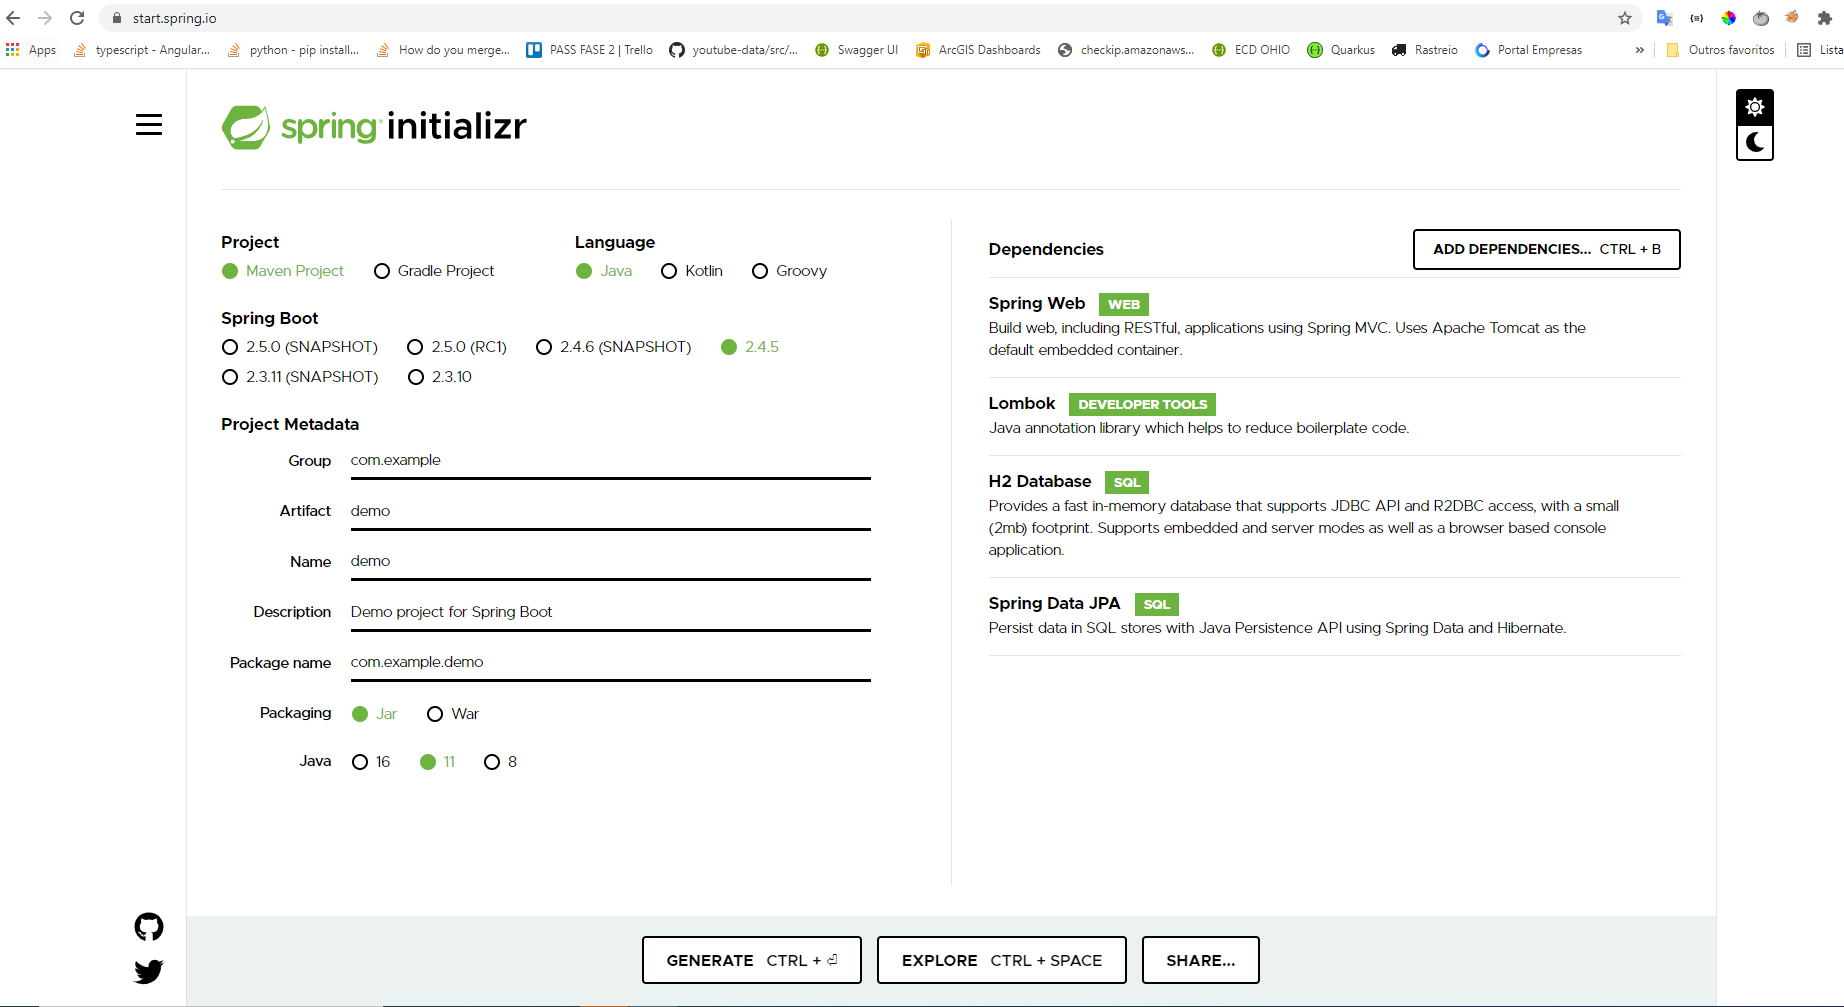 start.spring.io
Apps typescript - Angular... python - pip install... How do you merge... PASS FASE 2 | Trello youtube-data/src/... Swagger UI ArcGIS Dashboards checkip.amazonaws... ECD OHIO Quarkus Rastreio Portal Empresas » Outros favoritos Lista
spring initializr
Project
Maven Project Gradle Project
Language
Java Kotlin Groovy
Spring Boot
2.5.0 (SNAPSHOT) 2.5.0 (RC1) 2.4.6 (SNAPSHOT) 2.4.5
2.3.11 (SNAPSHOT) 2.3.10
Project Metadata
Group com.example
Artifact demo
Name demo
Description Demo project for Spring Boot
Package name com.example.demo
Packaging Jar War
Java 16 11 8
Dependencies ADD DEPENDENCIES... CTRL + B
Spring Web WEB
Build web, including RESTful, applications using Spring MVC. Uses Apache Tomcat as the
default embedded container.
Lombok DEVELOPER TOOLS
Java annotation library which helps to reduce boilerplate code.
H2 Database SQL
Provides a fast in-memory database that supports JDBC API and R2DBC access, with a small
(2mb) footprint. Supports embedded and server modes as well as a browser based console
application.
Spring Data JPA SQL
Persist data in SQL stores with Java Persistence API using Spring Data and Hibernate.
GENERATE CTRL + ⏎ EXPLORE CTRL + SPACE SHARE...